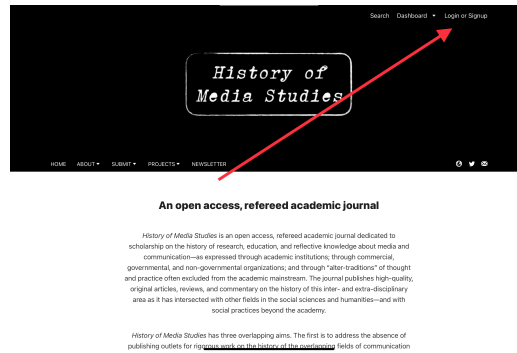 Search Dashboard Login or Signup
History of
Media Studies
HOME ABOUT SUBMIT PROJECTS NEWSLETTER
An open access, refereed academic journal
History of Media Studies is an open access, refereed academic journal dedicated to
scholarship on the history of research, education, and reflective knowledge about media and
communication—as expressed through academic institutions; through commercial,
governmental, and non-governmental organizations; and through “alter-traditions” of thought
and practice often excluded from the academic mainstream. The journal publishes high-quality,
original articles, reviews, and commentary on the history of this inter- and extra-disciplinary
area as it has intersected with other fields in the social sciences and humanities—and with
social practices beyond the academy.
History of Media Studies has three overlapping aims. The first is to address the absence of
publishing outlets for rigorous work on the history of the overlapping fields of communication